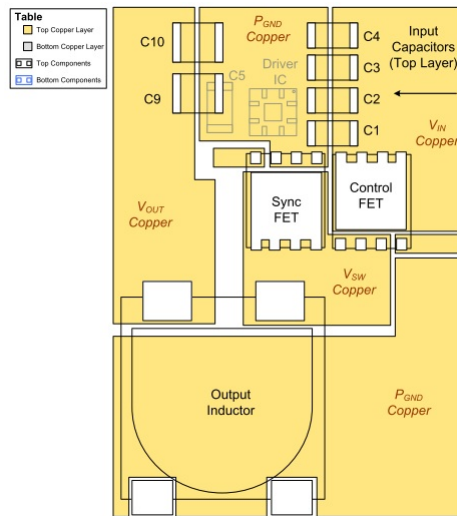 Table
Top Copper Layer
Bottom Copper Layer
Top Components
Bottom Components
C10
C9
PGND
Copper
Driver
IC
C5
C4
C3
C2
C1
Input
Capacitors
(Top Layer)
VIN
Copper
VOUT
Copper
Sync
FET
Control
FET
VSW
Copper
Output
Inductor
PGND
Copper